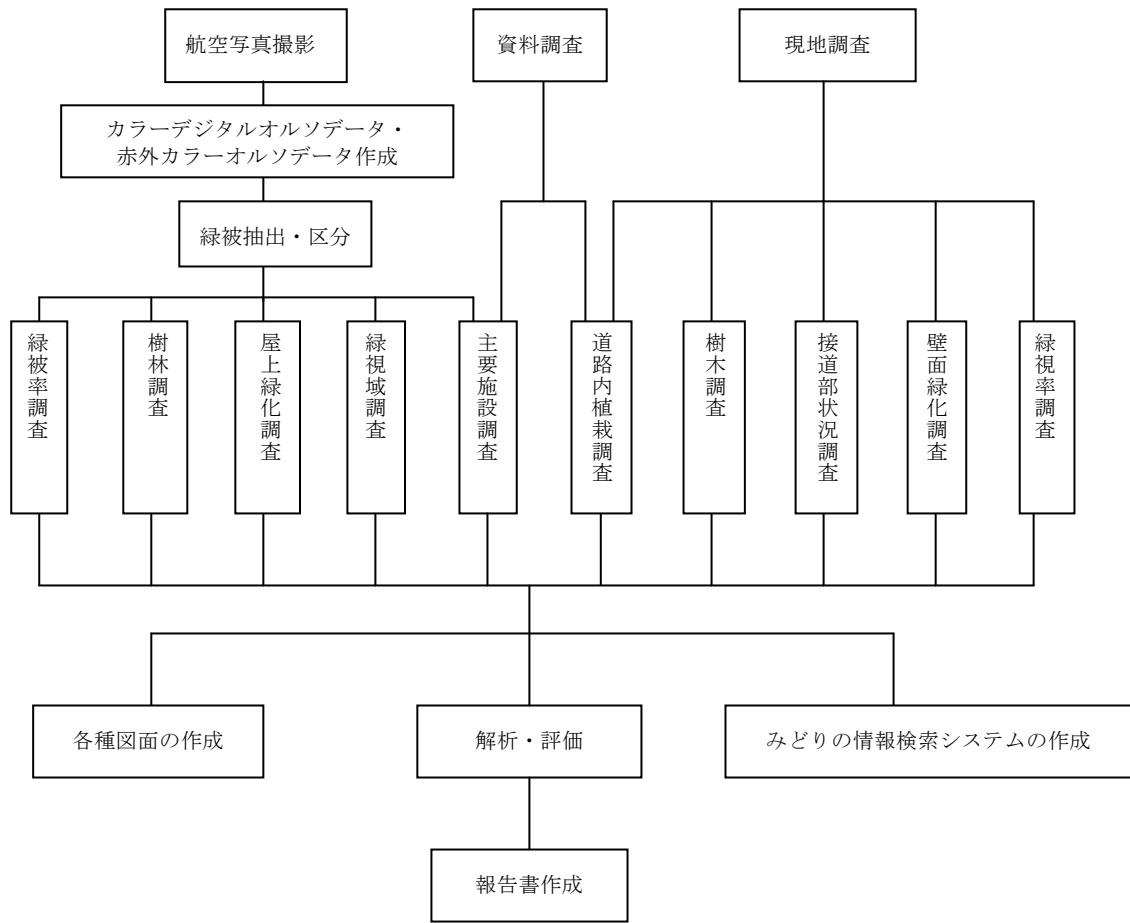 航空写真撮影
資料調査
現地調査
カラーデジタルオルソデータ・
赤外カラーオルソデータ作成
緑被抽出・区分
緑被率調査
樹林調査
屋上緑化調査
緑視域調査
主要施設調査
道路内植栽調査
樹木調査
接道部状況調査
壁面緑化調査
緑視率調査
各種図面の作成
解析・評価
みどりの情報検索システムの作成
報告書作成